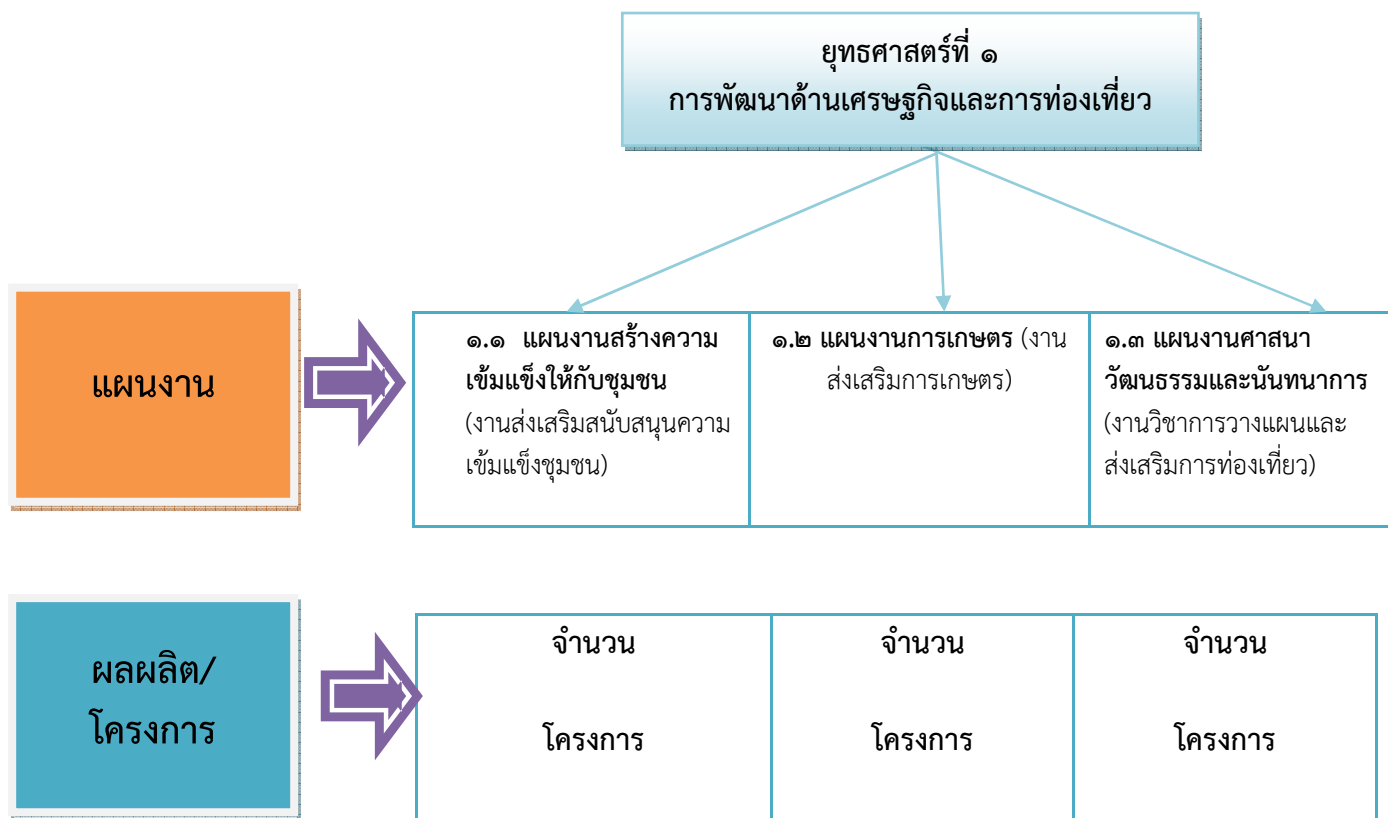 ยุทธศาสตร์ที่ ๑
การพัฒนาด้านเศรษฐกิจและการท่องเที่ยว
แผนงาน
๑.๑ แผนงานสร้างความ
เข้มแข็งให้กับชุมชน
(งานส่งเสริมสนับสนุนความ
เข้มแข็งชุมชน)
๑.๒ แผนงานการเกษตร (งาน
ส่งเสริมการเกษตร)
๑.๓ แผนงานศาสนา
วัฒนธรรมและนันทนาการ
(งานวิชาการวางแผนและ
ส่งเสริมการท่องเที่ยว)
ผลผลิต/
โครงการ
จำนวน
โครงการ
จำนวน
โครงการ
จำนวน
โครงการ